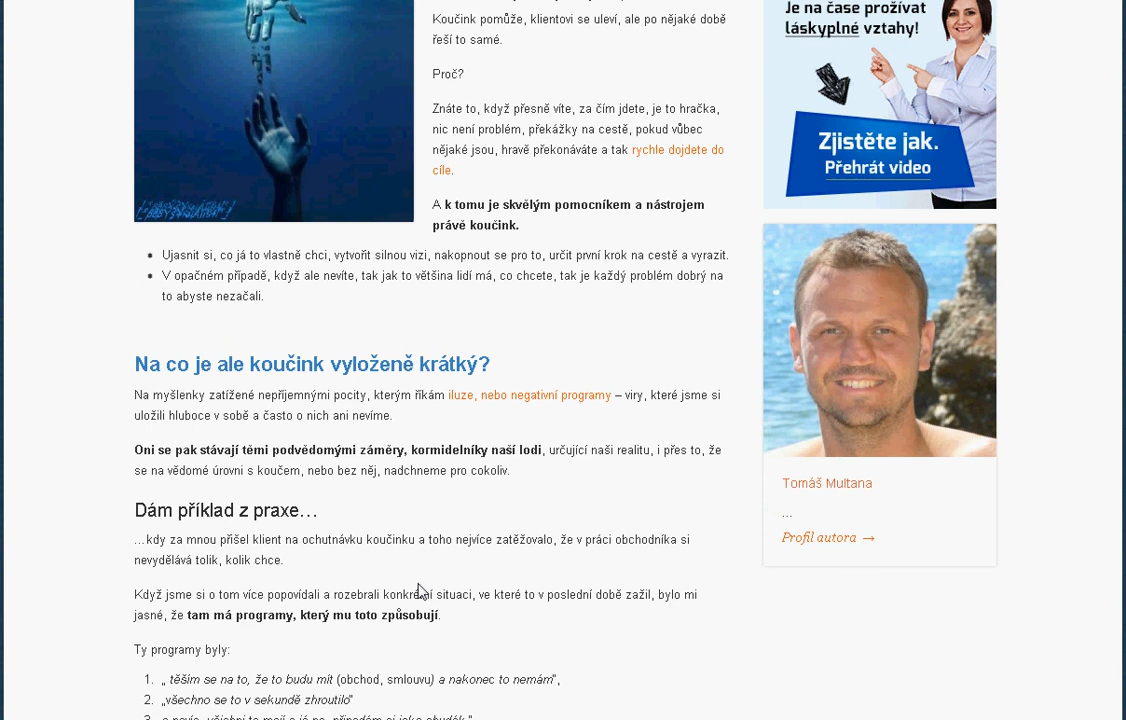 Koučink pomůže, klientovi se uleví, ale po nějaké době
řeší to samé.
Proč?
Znáte to, když přesně víte, za čím jdete, je to hračka,
nic není problém, překážky na cestě, pokud vůbec
nějaké jsou, hravě překonáváte a tak rychle dojdete do
cíle.
A k tomu je skvělým pomocníkem a nástrojem
právě koučink.
• Ujasnit si, co já to vlastně chci, vytvořit silnou vizi, nakopnout se pro to, určit první krok na cestě a vyrazit.
• V opačném případě, když ale nevíte, tak jak to většina lidí má, co chcete, tak je každý problém dobrý na
to abyste nezačali.
Na co je ale koučink vyloženě krátký?
Na myšlenky zatížené nepříjemnými pocity, kterým říkám iluze, nebo negativní programy – viry, které jsme si
uložili hluboce v sobě a často o nich ani nevíme.
Oni se pak stávají těmi podvědomými záměry, kormidelníky naší lodi, určující naši realitu, i přes to, že
se na vědomé úrovni s koučem, nebo bez něj, nadchneme pro cokoliv.
Dám příklad z praxe…
…kdy za mnou přišel klient na ochutnávku koučinku a toho nejvíce zatěžovalo, že v práci obchodníka si
nevydělává tolik, kolik chce.
Když jsme si o tom více popovídali a rozebrali konkrétní situaci, ve které to v poslední době zažil, bylo mi
jasné, že tam má programy, který mu toto způsobují.
Ty programy byly:
1. „ těším se na to, že to budu mít (obchod, smlouvu) a nakonec to nemám“,
2. „všechno se to v sekundě zhroutilo“
Je na čase prožívat
láskyplné vztahy!
Zjistěte jak.
Přehrát video
Tomáš Multana
...
Profil autora →